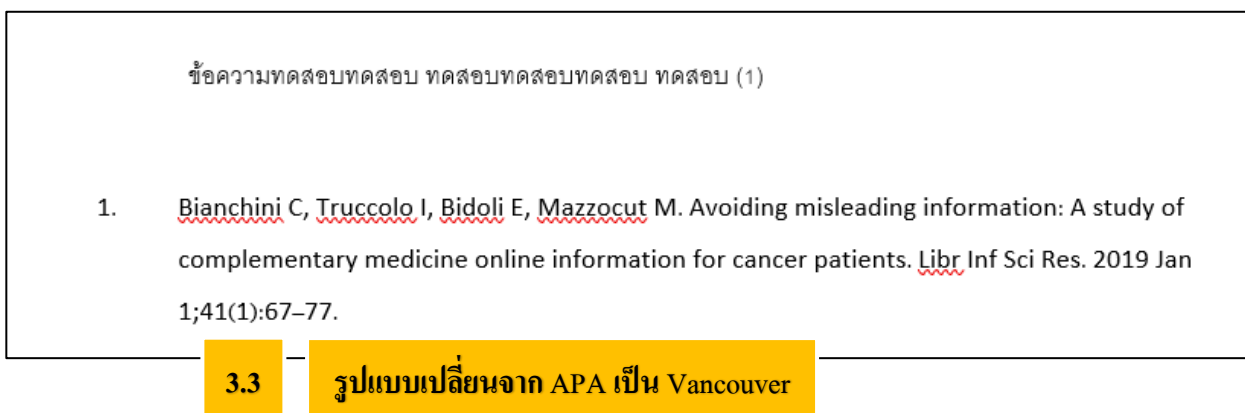 ข้อความทดสอบทดสอบ ทดสอบทดสอบทดสอบ ทดสอบ (1)
1. Bianchini C, Truccolo I, Bidoli E, Mazzocut M. Avoiding misleading information: A study of
complementary medicine online information for cancer patients. Libr Inf Sci Res. 2019 Jan
1;41(1):67–77.
3.3 รูปแบบเปลี่ยนจาก APA เป็น Vancouver